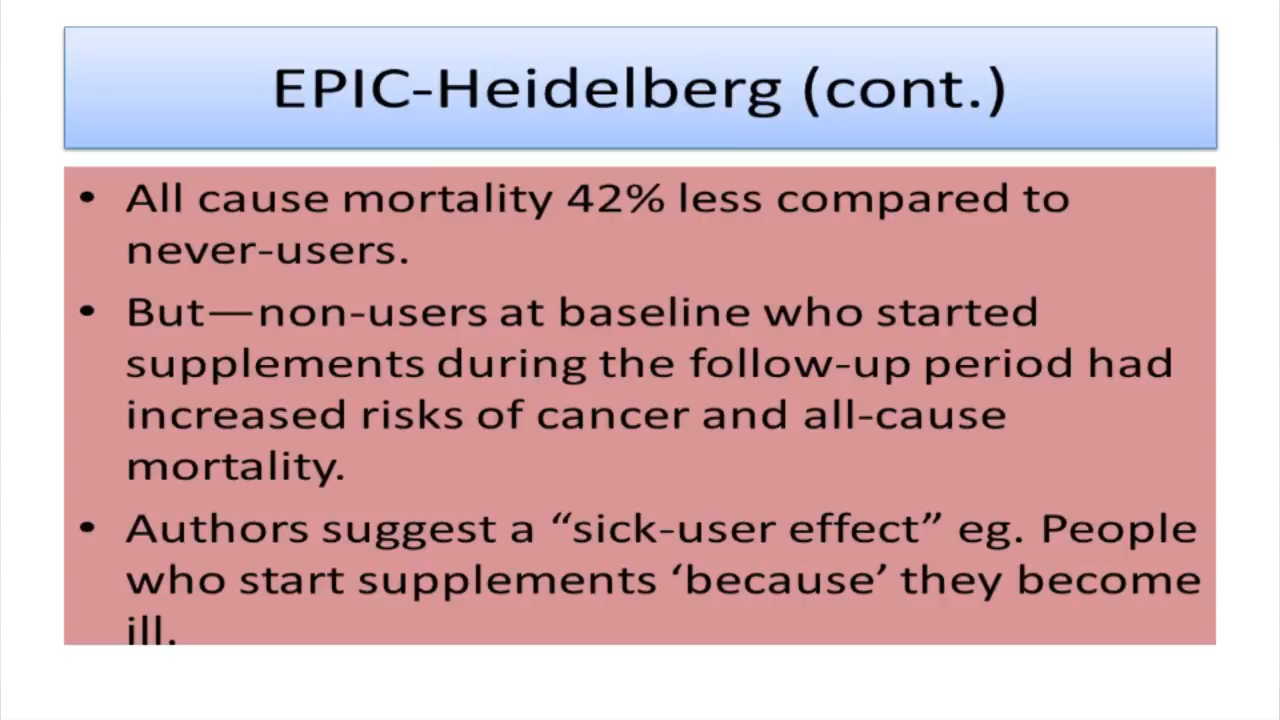 EPIC-Heidelberg (cont.)
• All cause mortality 42% less compared to
never-users.
• But—non-users at baseline who started
supplements during the follow-up period had
increased risks of cancer and all-cause
mortality.
• Authors suggest a “sick-user effect” eg. People
who start supplements ‘because’ they become
ill.